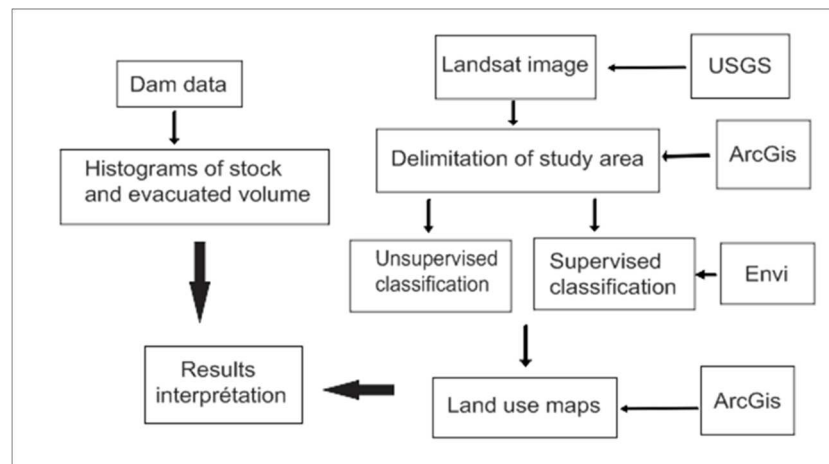 Dam data
Histograms of stock
and evacuated volume
Landsat image
USGS
Delimitation of study area
ArcGis
Unsupervised
classification
Supervised
classification
Envi
Results
interprétation
Land use maps
ArcGis